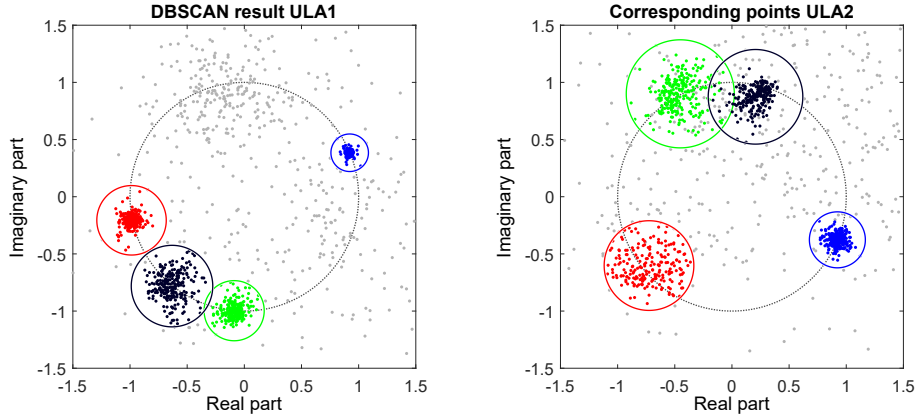 DBSCAN result ULA1
Imaginary part
1.5
1
0.5
0
-0.5
-1
-1.5
-1.5 -1 -0.5 0 0.5 1 1.5
Real part
Corresponding points ULA2
Imaginary part
1.5
1
0.5
0
-0.5
-1
-1.5
-1.5 -1 -0.5 0 0.5 1 1.5
Real part